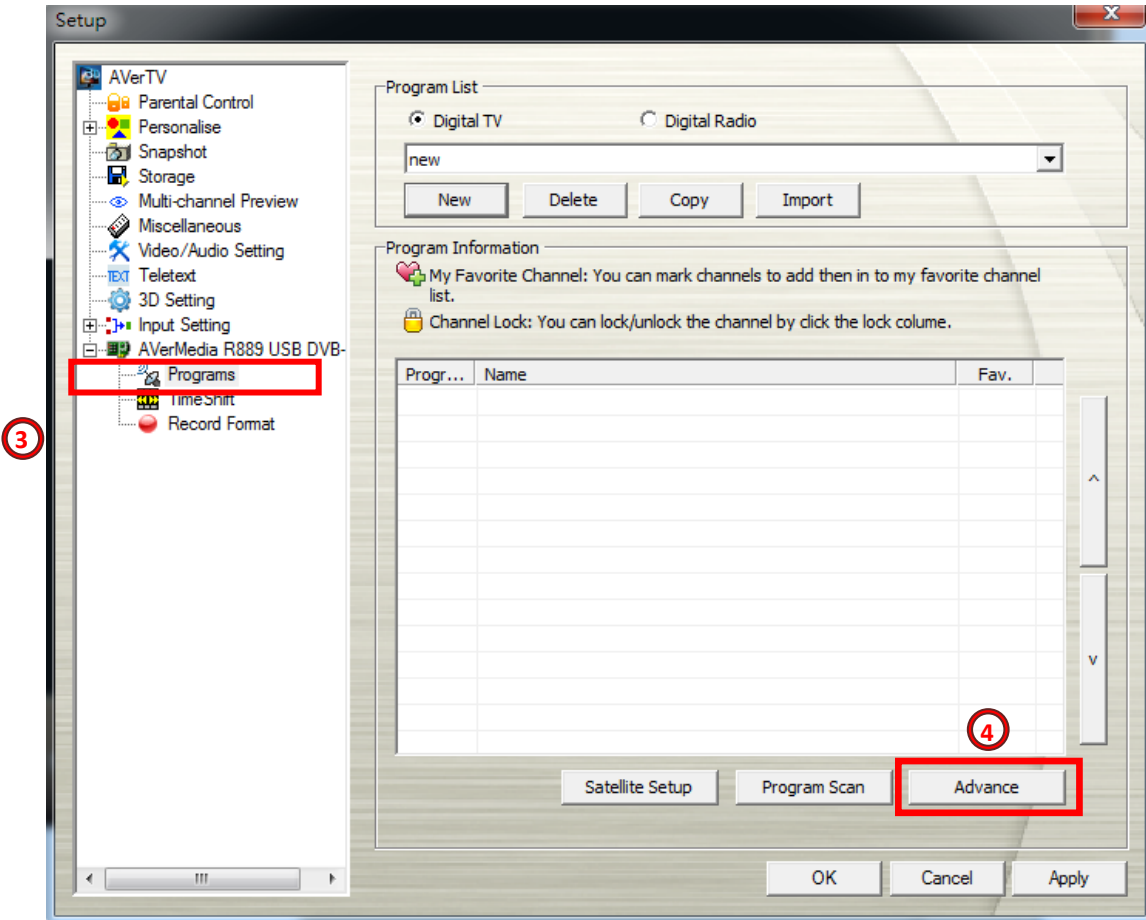 Setup
X
AVerTV
Parental Control
Personalise
Snapshot
Storage
Multi-channel Preview
Miscellaneous
Video/Audio Setting
TEXT Teletext
3D Setting
Input Setting
AVerMedia R889 USB DVB-
Programs
TimeShift
Record Format
3
Program List
Digital TV Digital Radio
new
New Delete Copy Import
Program Information
My Favorite Channel: You can mark channels to add then in to my favorite channel
list.
Channel Lock: You can lock/unlock the channel by click the lock colume.
Progr... Name Fav.
^
v
4
Satellite Setup Program Scan Advance
OK Cancel Apply